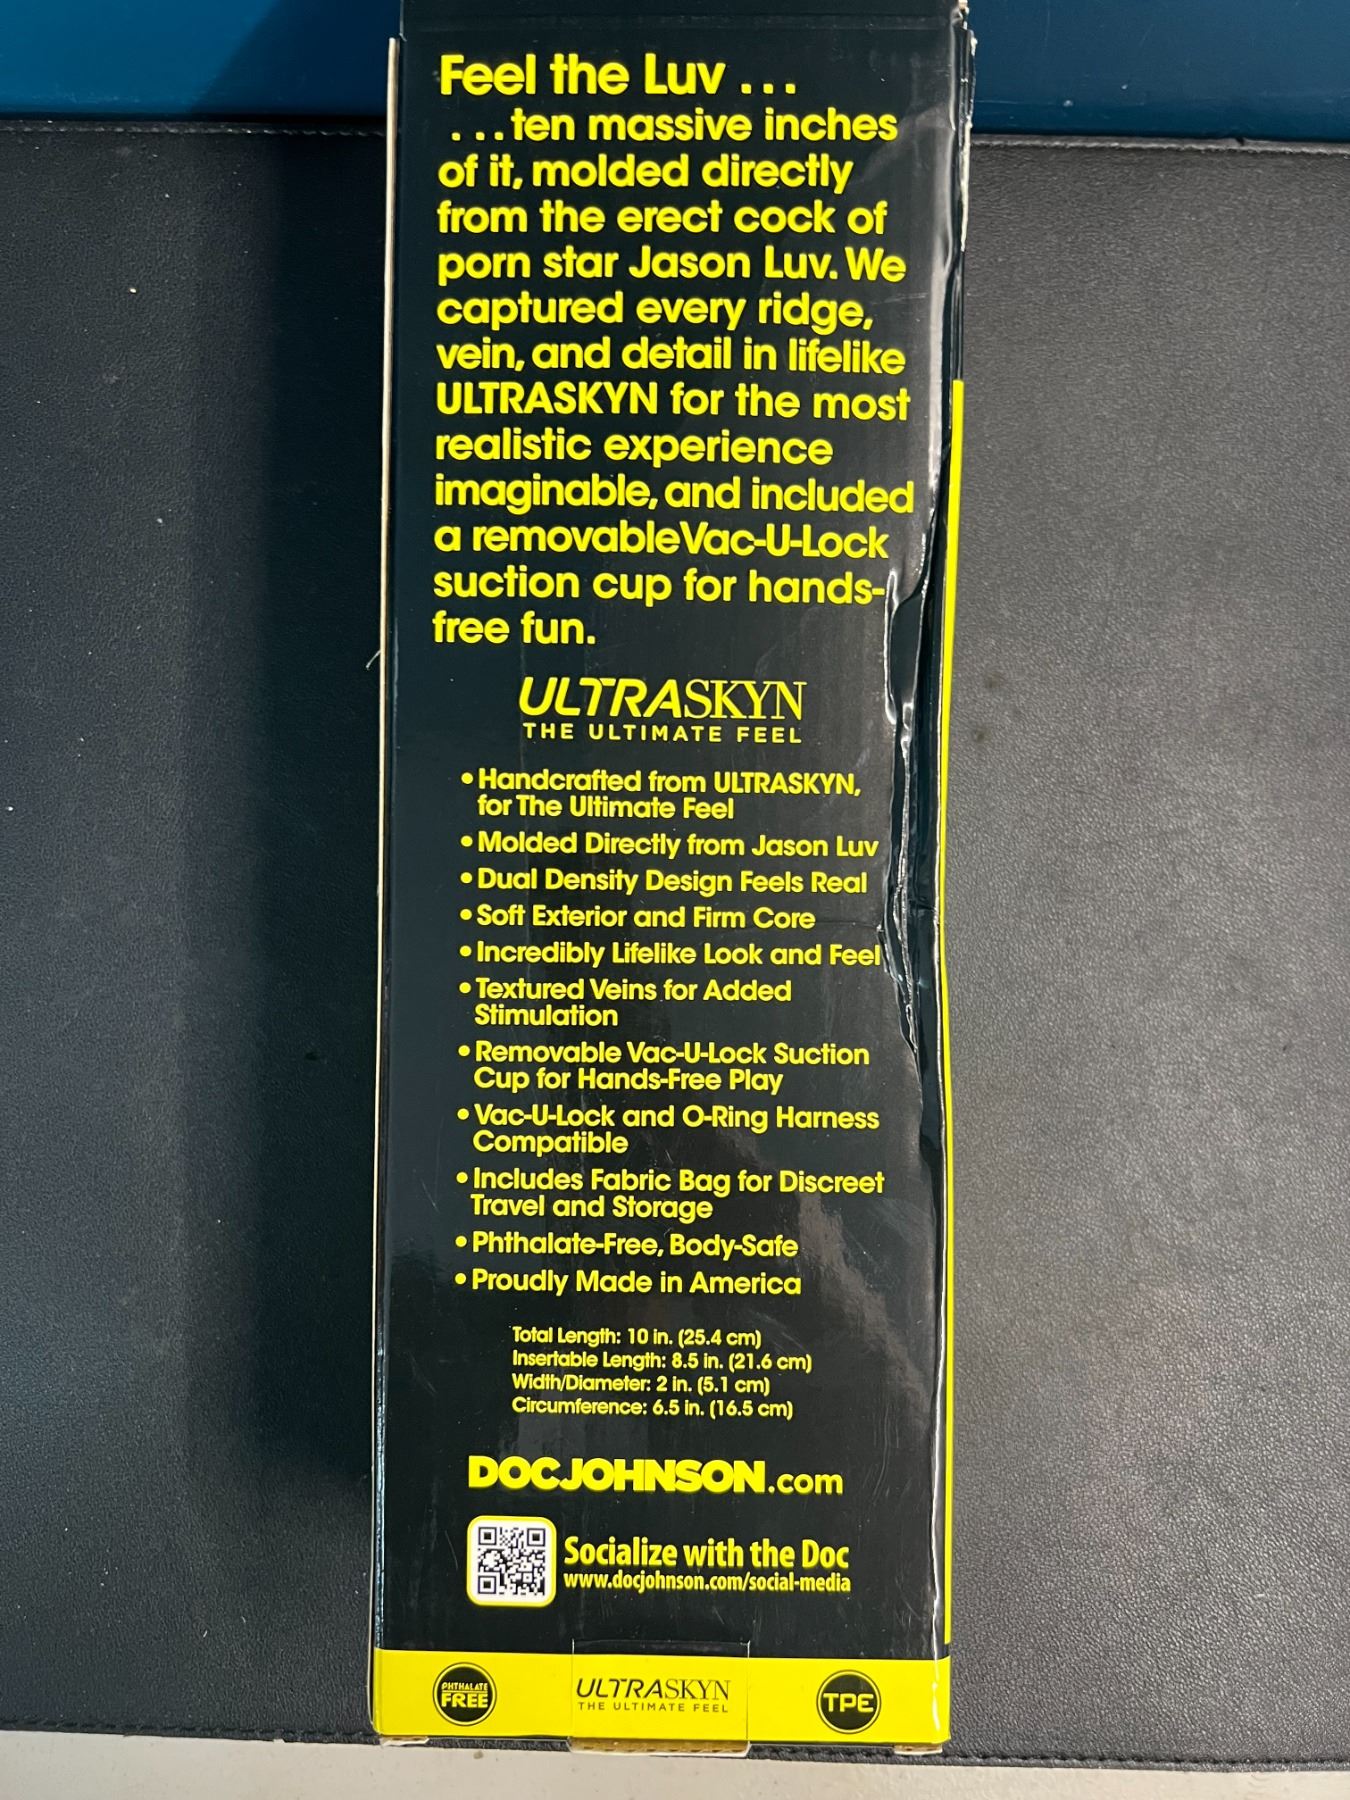 Feel the Luv ...
...ten massive inches
of it, molded directly
from the erect cock of
porn star Jason Luv. We
captured every ridge,
vein, and detail in lifelike
ULTRASKYN for the most
realistic experience
imaginable, and included
a removable Vac-U-Lock
suction cup for hands-
free fun.
ULTRASKYN
THE ULTIMATE FEEL
• Handcrafted from ULTRASKYN,
for The Ultimate Feel
• Molded Directly from Jason Luv
• Dual Density Design Feels Real
• Soft Exterior and Firm Core
• Incredibly Lifelike Look and Feel
• Textured Veins for Added
Stimulation
• Removable Vac-U-Lock Suction
Cup for Hands-Free Play
• Vac-U-Lock and O-Ring Harness
Compatible
• Includes Fabric Bag for Discreet
Travel and Storage
• Phthalate-Free, Body-Safe
• Proudly Made in America
Total Length: 10 in. (25.4 cm)
Insertable Length: 8.5 in. (21.6 cm)
Width/Diameter: 2 in. (5.1 cm)
Circumference: 6.5 in. (16.5 cm)
DOCJOHNSON.com
Socialize with the Doc
www.docjohnson.com/social-media
PHTHALATE
FREE
ULTRASKYN
THE ULTIMATE FEEL
TPE